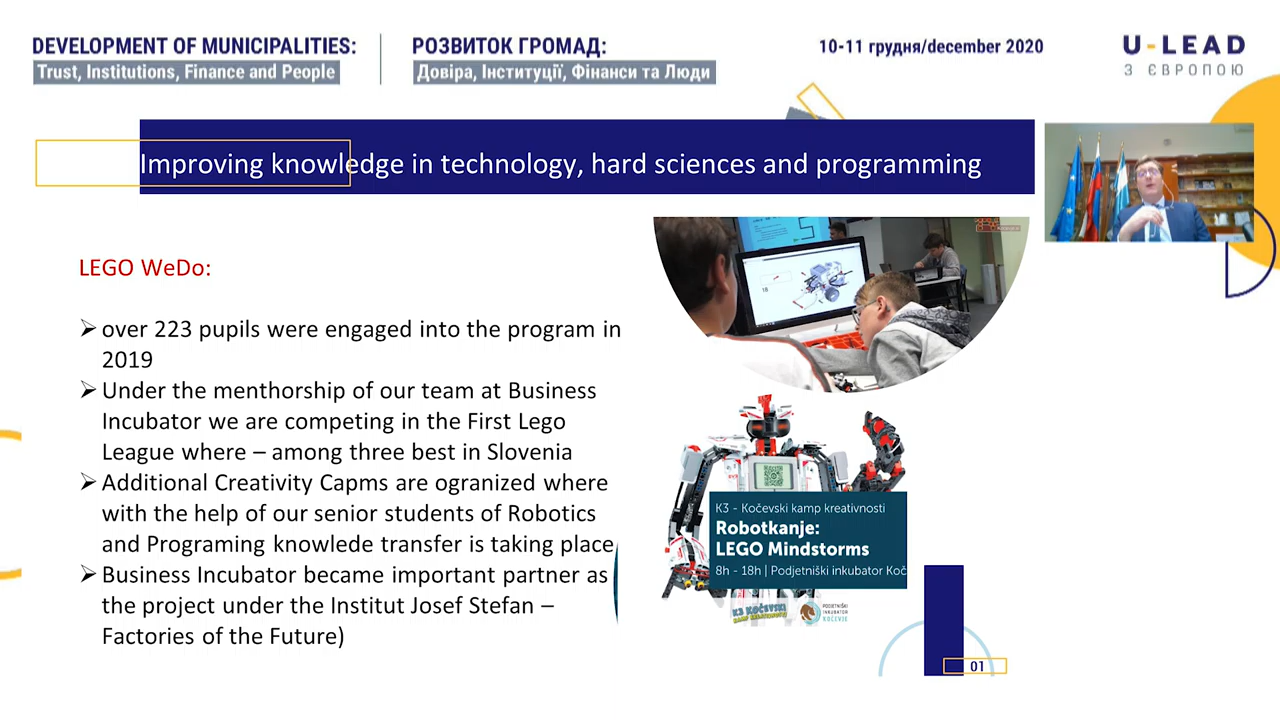 DEVELOPMENT OF MUNICIPALITIES:
Trust, Institutions, Finance and People
РОЗВИТОК ГРОМАД:
Довіра, Інституції, Фінанси та Люди
10-11 грудня/december 2020
U-LEAD
З ЄВРОПОЮ
Improving knowledge in technology, hard sciences and programming
LEGO WeDo:
over 223 pupils were engaged into the program in
2019
Under the menthorship of our team at Business
Incubator we are competing in the First Lego
League where – among three best in Slovenia
Additional Creativity Capms are ogranized where
with the help of our senior students of Robotics
and Programing knowlede transfer is taking place
Business Incubator became important partner as
the project under the Institut Josef Stefan –
Factories of the Future)
18
K3 - Kočevski kamp kreativnosti
Robotkanje:
LEGO Mindstorms
8h - 18h | Podjetniški inkubator Koč
K3 KOČEVSKI
KAMP KREATIVNOSTI
PODJETNIŠKI
INKUBATOR
KOČEVJE
01